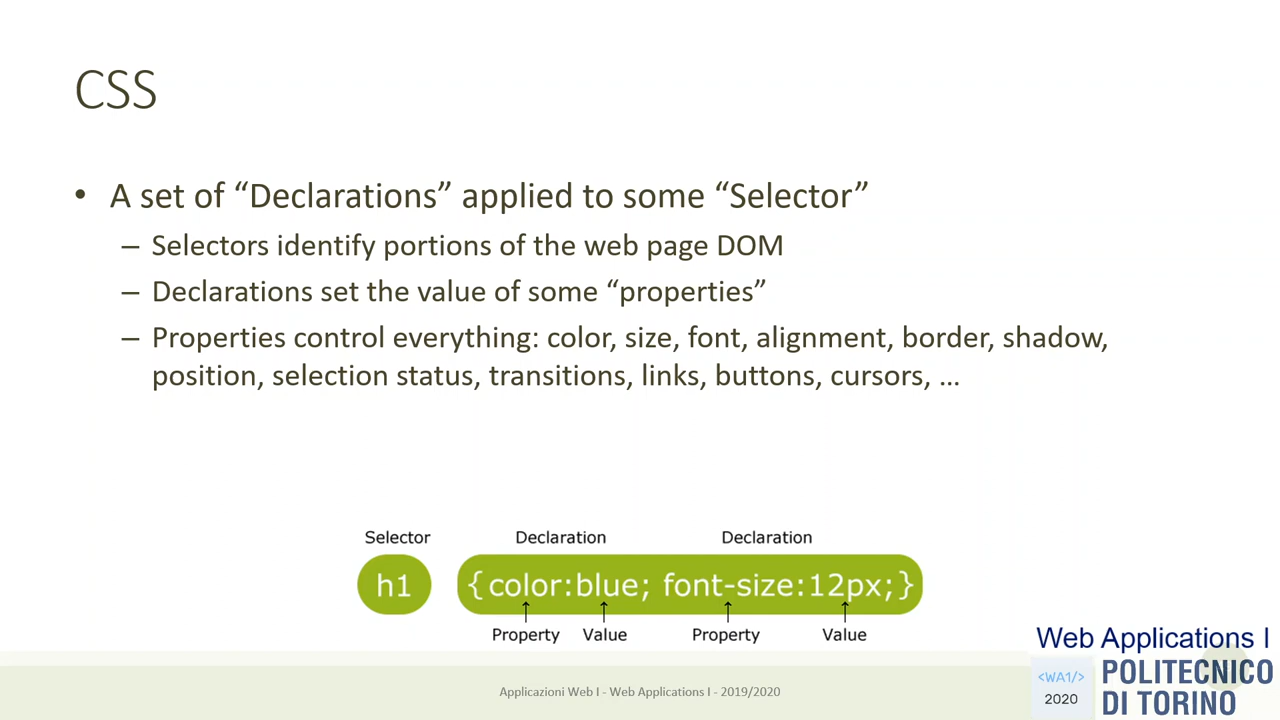 CSS
• A set of “Declarations” applied to some “Selector”
– Selectors identify portions of the web page DOM
– Declarations set the value of some “properties”
– Properties control everything: color, size, font, alignment, border, shadow,
position, selection status, transitions, links, buttons, cursors, …
Selector Declaration Declaration
h1 {color:blue; font-size:12px;}
Property Value Property Value
Applicazioni Web I - Web Applications I - 2019/2020
Web Applications I
<WA1/>
2020
POLITECNICO
DI TORINO